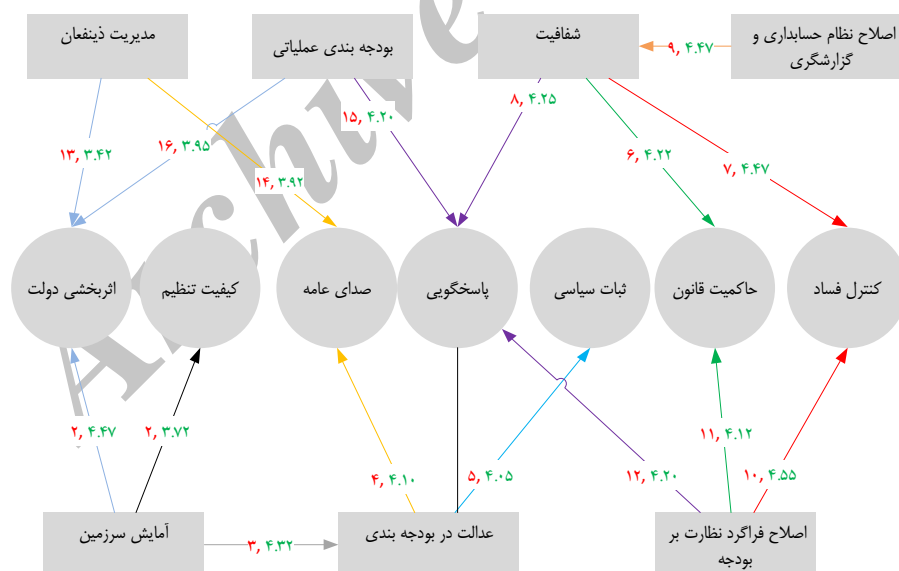 اصلاح نظام حسابداری و
گزارشگری
۹, ۴.۴۷
شفافیت
بودجه بندی عملیاتی
مدیریت ذینفعان
۸, ۴.۲۵
۱۵, ۴.۲۰
۶, ۴.۲۲
۷, ۴.۴۷
۱۶, ۳.۹۵
۱۳, ۳.۴۲
۱۴, ۳.۹۲
کنترل فساد
حاکمیت قانون
ثبات سیاسی
پاسخگویی
صدای عامه
کیفیت تنظیم
اثربخشی دولت
۱۱, ۴.۱۲
۲, ۳.۷۲
۲, ۴.۴۷
۱۰, ۴.۵۵
۱۲, ۴.۲۰
۵, ۴.۰۵
۴, ۴.۱۰
اصلاح فراگرد نظارت بر
بودجه
عدالت در بودجه بندی
۳, ۴.۳۲
آمایش سرزمین
Archive